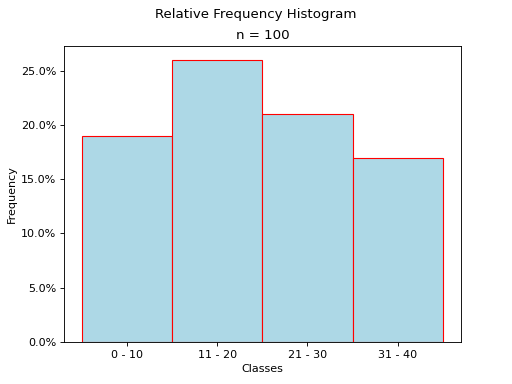 Relative Frequency Histogram
n = 100
25.0%
20.0%
15.0%
10.0%
5.0%
0.0%
Frequency
0 - 10
11 - 20
21 - 30
31 - 40
Classes